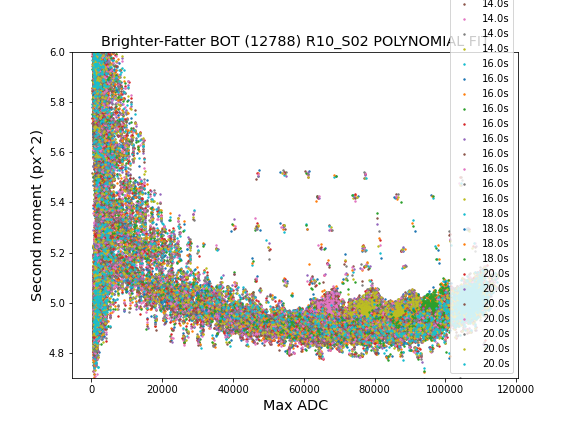 Brighter-Fatter BOT (12788) R10_S02 POLYNOMIAL FIT
Second moment (px^2)
6.0
5.8
5.6
5.4
5.2
5.0
4.8
0
20000
40000
60000
80000
100000
120000
Max ADC
14.0s
14.0s
14.0s
14.0s
16.0s
16.0s
16.0s
16.0s
16.0s
16.0s
16.0s
16.0s
16.0s
16.0s
18.0s
18.0s
18.0s
18.0s
20.0s
20.0s
20.0s
20.0s
20.0s
20.0s
20.0s